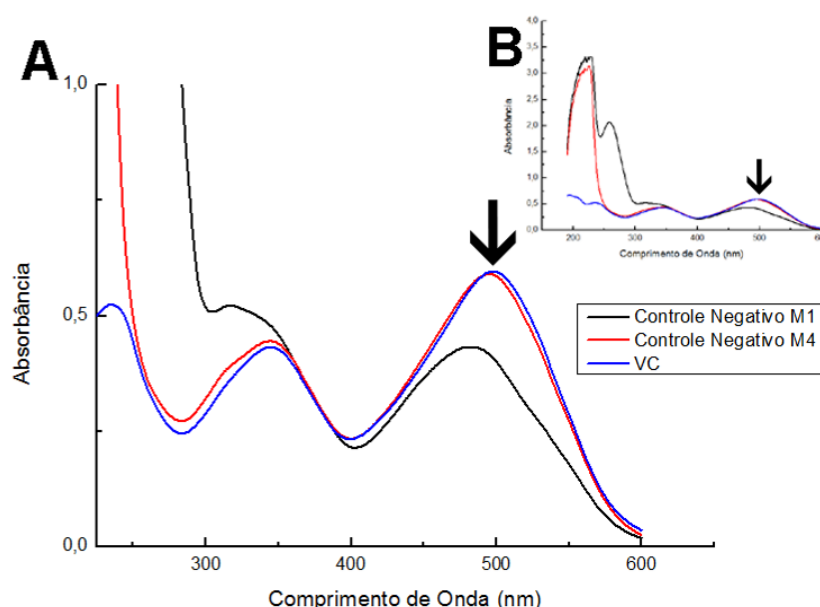 A
1,0
0,5
0,0
Absorbância
300
400
500
600
Comprimento de Onda (nm)
B
4,0
3,5
3,0
2,5
2,0
1,5
1,0
0,5
0,0
Absorbância
200
300
400
500
600
Comprimento de Onda (nm)
Controle Negativo M1
Controle Negativo M4
VC